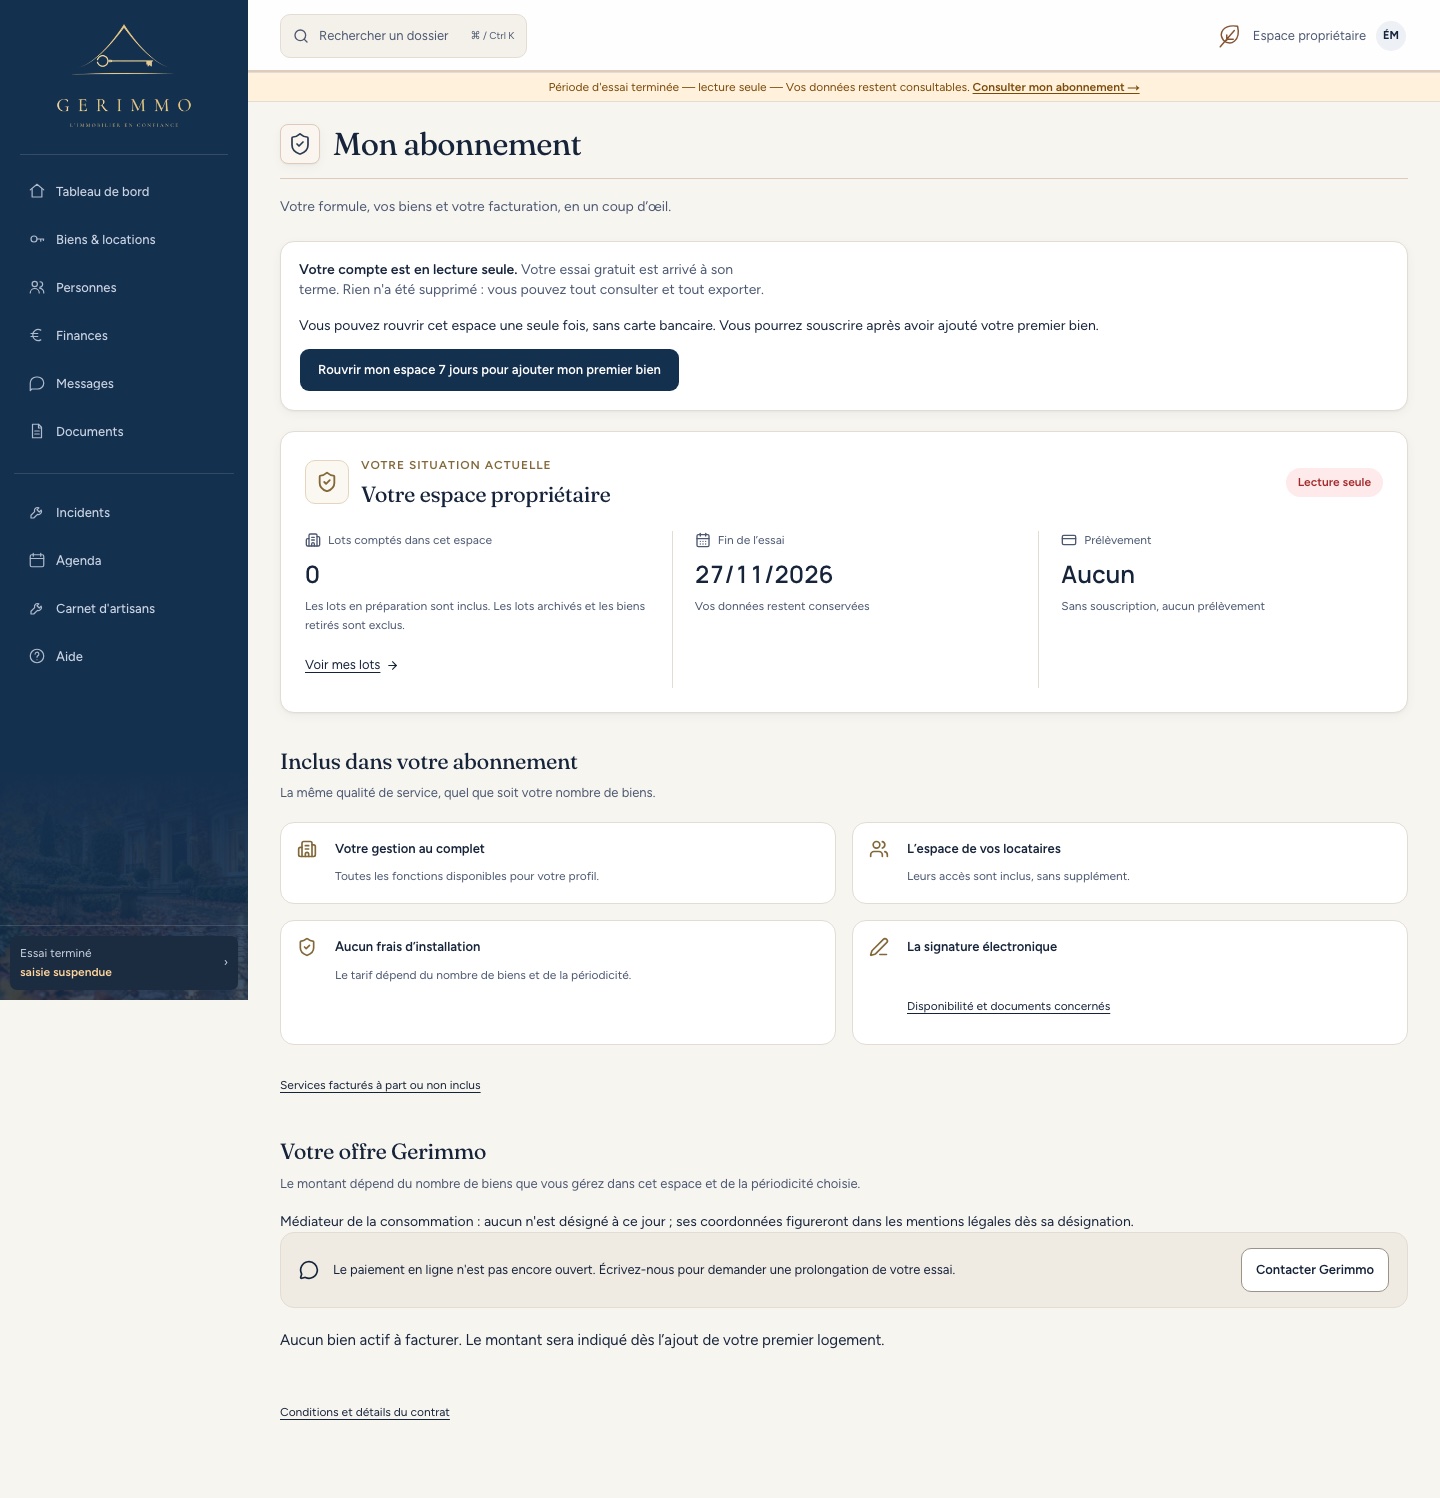 GERIMMO
L'IMMOBILIER EN CONFIANCE
Tableau de bord
Biens & locations
Personnes
Finances
Messages
Documents
Incidents
Agenda
Carnet d'artisans
Aide
Essai terminé
saisie suspendue
›
Rechercher un dossier ⌘ / Ctrl K
Espace propriétaire ÉM
Période d'essai terminée — lecture seule — Vos données restent consultables. Consulter mon abonnement →
Mon abonnement
Votre formule, vos biens et votre facturation, en un coup d’œil.
Votre compte est en lecture seule. Votre essai gratuit est arrivé à son
terme. Rien n'a été supprimé : vous pouvez tout consulter et tout exporter.
Vous pouvez rouvrir cet espace une seule fois, sans carte bancaire. Vous pourrez souscrire après avoir ajouté votre premier bien.
Rouvrir mon espace 7 jours pour ajouter mon premier bien
VOTRE SITUATION ACTUELLE
Votre espace propriétaire
Lecture seule
Lots comptés dans cet espace
0
Les lots en préparation sont inclus. Les lots archivés et les biens
retirés sont exclus.
Voir mes lots →
Fin de l’essai
27/11/2026
Vos données restent conservées
Prélèvement
Aucun
Sans souscription, aucun prélèvement
Inclus dans votre abonnement
La même qualité de service, quel que soit votre nombre de biens.
Votre gestion au complet
Toutes les fonctions disponibles pour votre profil.
L’espace de vos locataires
Leurs accès sont inclus, sans supplément.
Aucun frais d’installation
Le tarif dépend du nombre de biens et de la périodicité.
La signature électronique
Disponibilité et documents concernés
Services facturés à part ou non inclus
Votre offre Gerimmo
Le montant dépend du nombre de biens que vous gérez dans cet espace et de la périodicité choisie.
Médiateur de la consommation : aucun n'est désigné à ce jour ; ses coordonnées figureront dans les mentions légales dès sa désignation.
Le paiement en ligne n'est pas encore ouvert. Écrivez-nous pour demander une prolongation de votre essai.
Contacter Gerimmo
Aucun bien actif à facturer. Le montant sera indiqué dès l’ajout de votre premier logement.
Conditions et détails du contrat